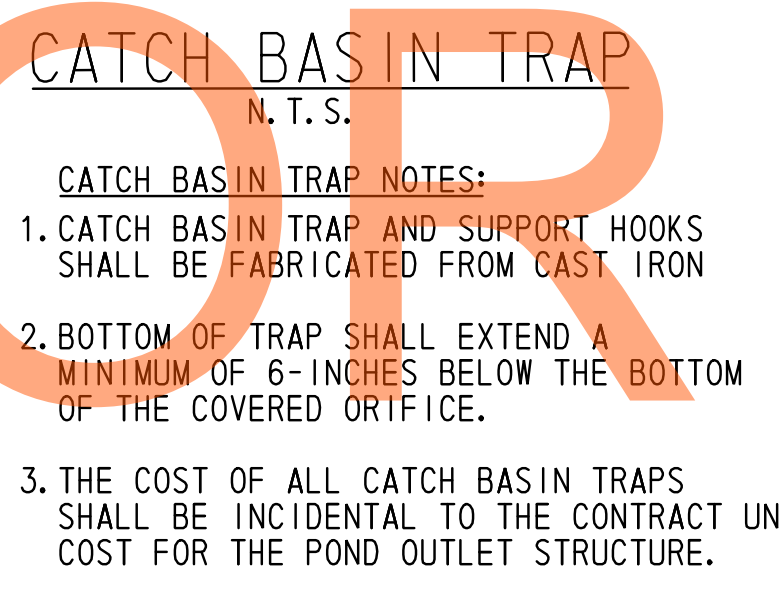 CATCH BASIN TRAP
N.T.S.
CATCH BASIN TRAP NOTES:
1. CATCH BASIN TRAP AND SUPPORT HOOKS
SHALL BE FABRICATED FROM CAST IRON
2. BOTTOM OF TRAP SHALL EXTEND A
MINIMUM OF 6-INCHES BELOW THE BOTTOM
OF THE COVERED ORIFICE.
3. THE COST OF ALL CATCH BASIN TRAPS
SHALL BE INCIDENTAL TO THE CONTRACT UN
COST FOR THE POND OUTLET STRUCTURE.
OR